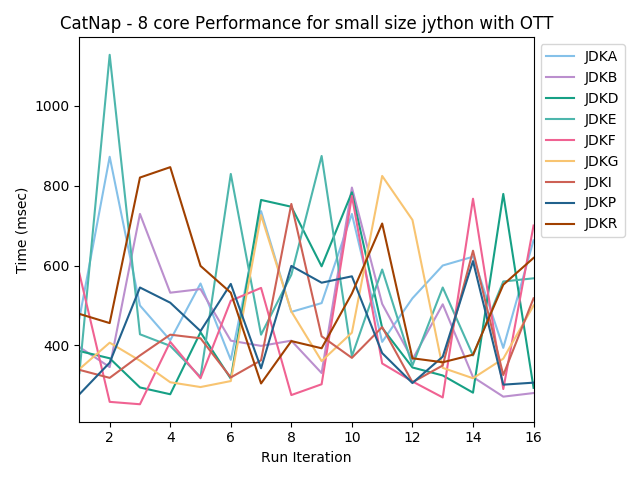 CatNap - 8 core Performance for small size jython with OTT
Time (msec)
1000
800
600
400
2
4
6
8
10
12
14
16
Run Iteration
JDKA
JDKB
JDKD
JDKE
JDKF
JDKG
JDKI
JDKP
JDKR